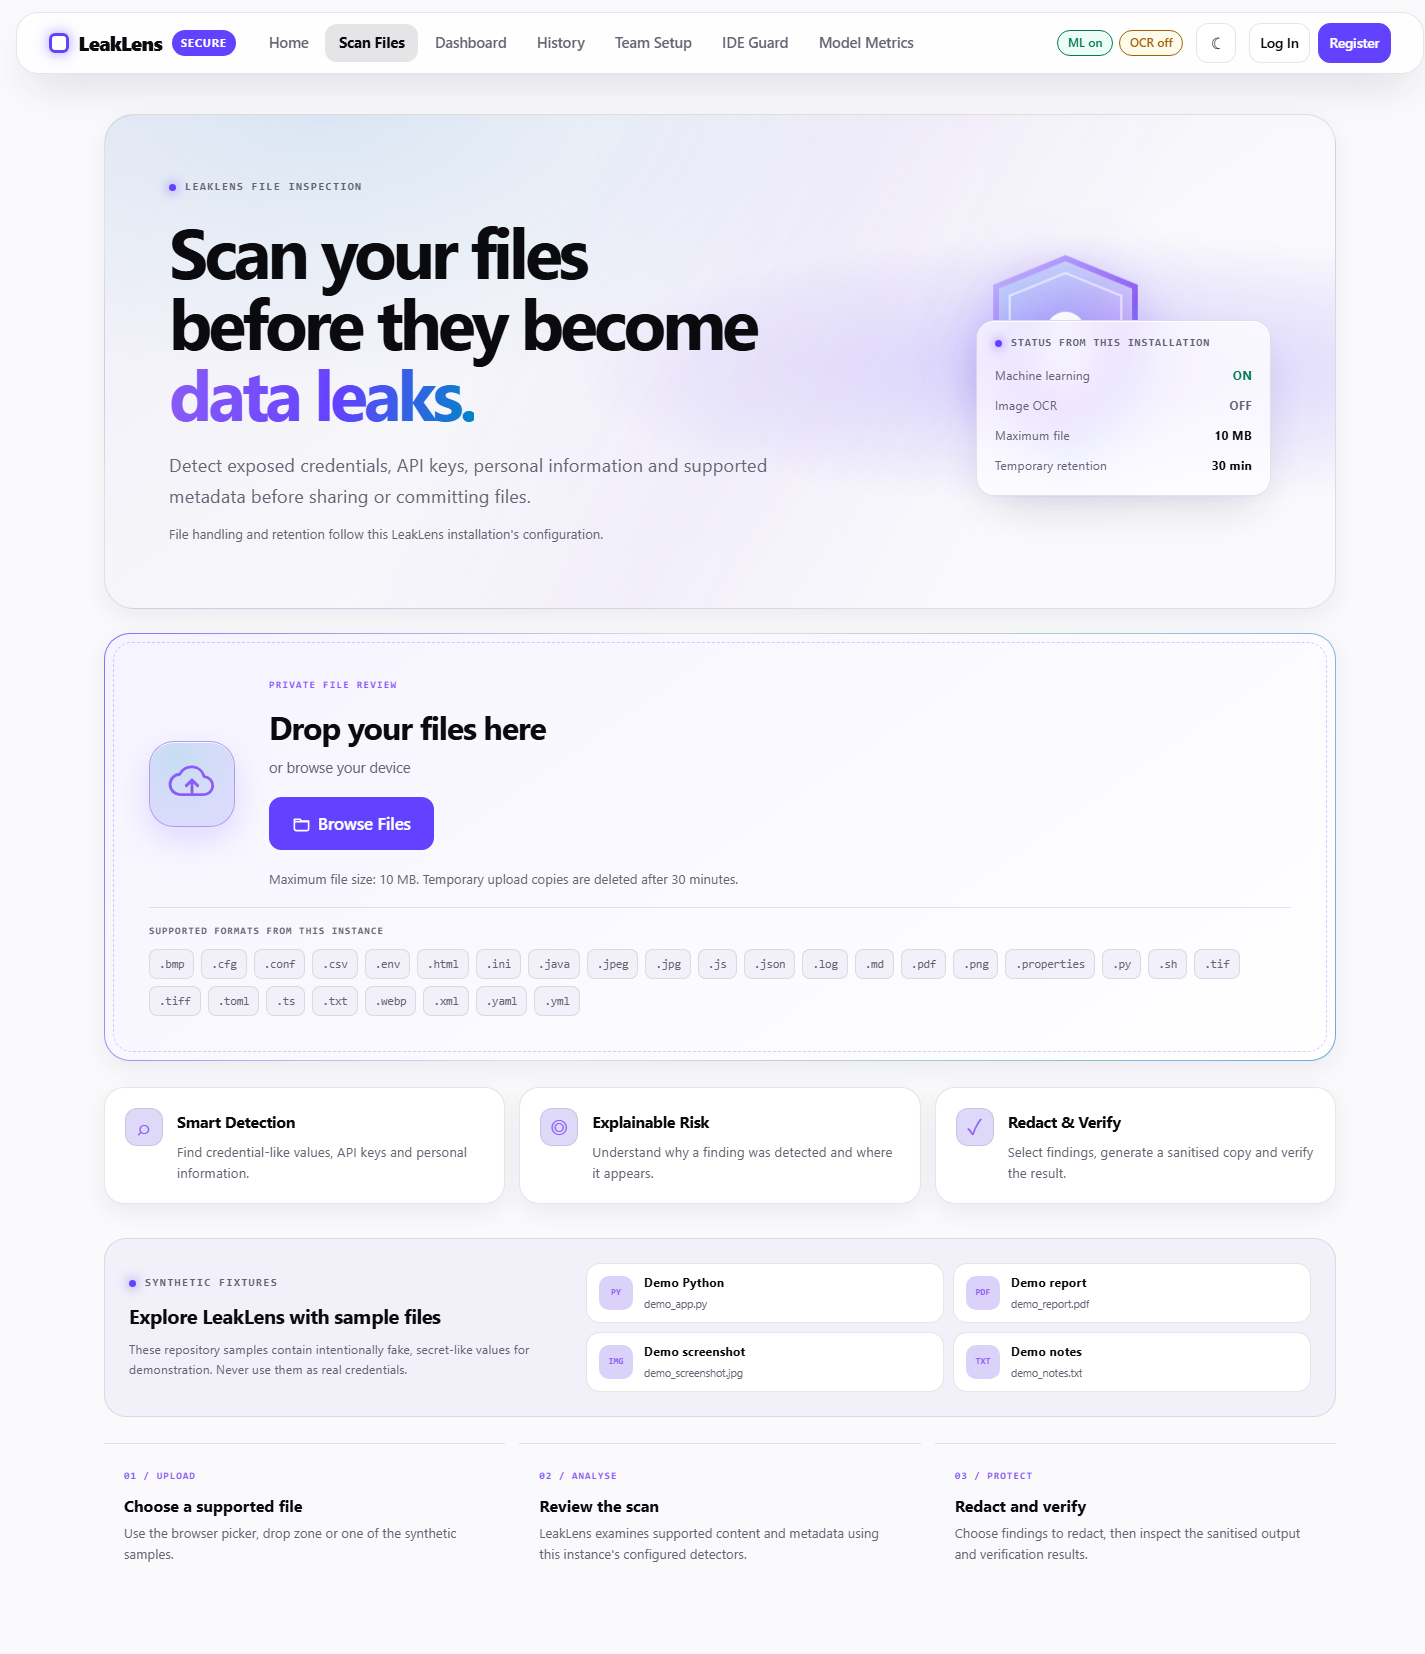 LeakLens SECURE Home Scan Files Dashboard History Team Setup IDE Guard Model Metrics ML on OCR off Log In Register
LEAKLENS FILE INSPECTION
Scan your files
before they become
data leaks.
Detect exposed credentials, API keys, personal information and supported
metadata before sharing or committing files.
File handling and retention follow this LeakLens installation's configuration.
STATUS FROM THIS INSTALLATION
Machine learning ON
Image OCR OFF
Maximum file 10 MB
Temporary retention 30 min
PRIVATE FILE REVIEW
Drop your files here
or browse your device
Browse Files
Maximum file size: 10 MB. Temporary upload copies are deleted after 30 minutes.
SUPPORTED FORMATS FROM THIS INSTANCE
.bmp .cfg .conf .csv .env .html .ini .java .jpeg .jpg .js .json .log .md .pdf .png .properties .py .sh .tif
.tiff .toml .ts .txt .webp .xml .yaml .yml
Smart Detection
Find credential-like values, API keys and personal
information.
Explainable Risk
Understand why a finding was detected and where
it appears.
Redact & Verify
Select findings, generate a sanitised copy and verify
the result.
SYNTHETIC FIXTURES
Explore LeakLens with sample files
These repository samples contain intentionally fake, secret-like values for
demonstration. Never use them as real credentials.
PY
Demo Python
demo_app.py
PDF
Demo report
demo_report.pdf
IMG
Demo screenshot
demo_screenshot.jpg
TXT
Demo notes
demo_notes.txt
01 / UPLOAD
Choose a supported file
Use the browser picker, drop zone or one of the synthetic
samples.
02 / ANALYSE
Review the scan
LeakLens examines supported content and metadata using
this instance's configured detectors.
03 / PROTECT
Redact and verify
Choose findings to redact, then inspect the sanitised output
and verification results.